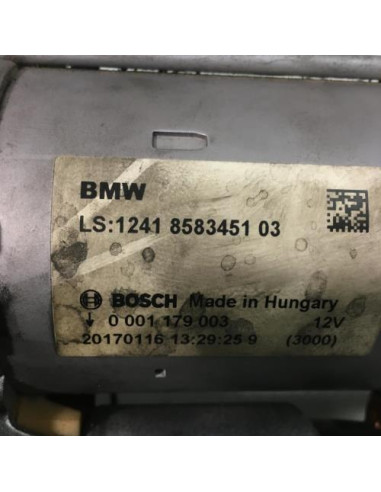 BMW
LS:1241 8583451 03
BOSCH Made in Hungary
0 001 179 003 12V
20170116 13:29:25 9 (3000)